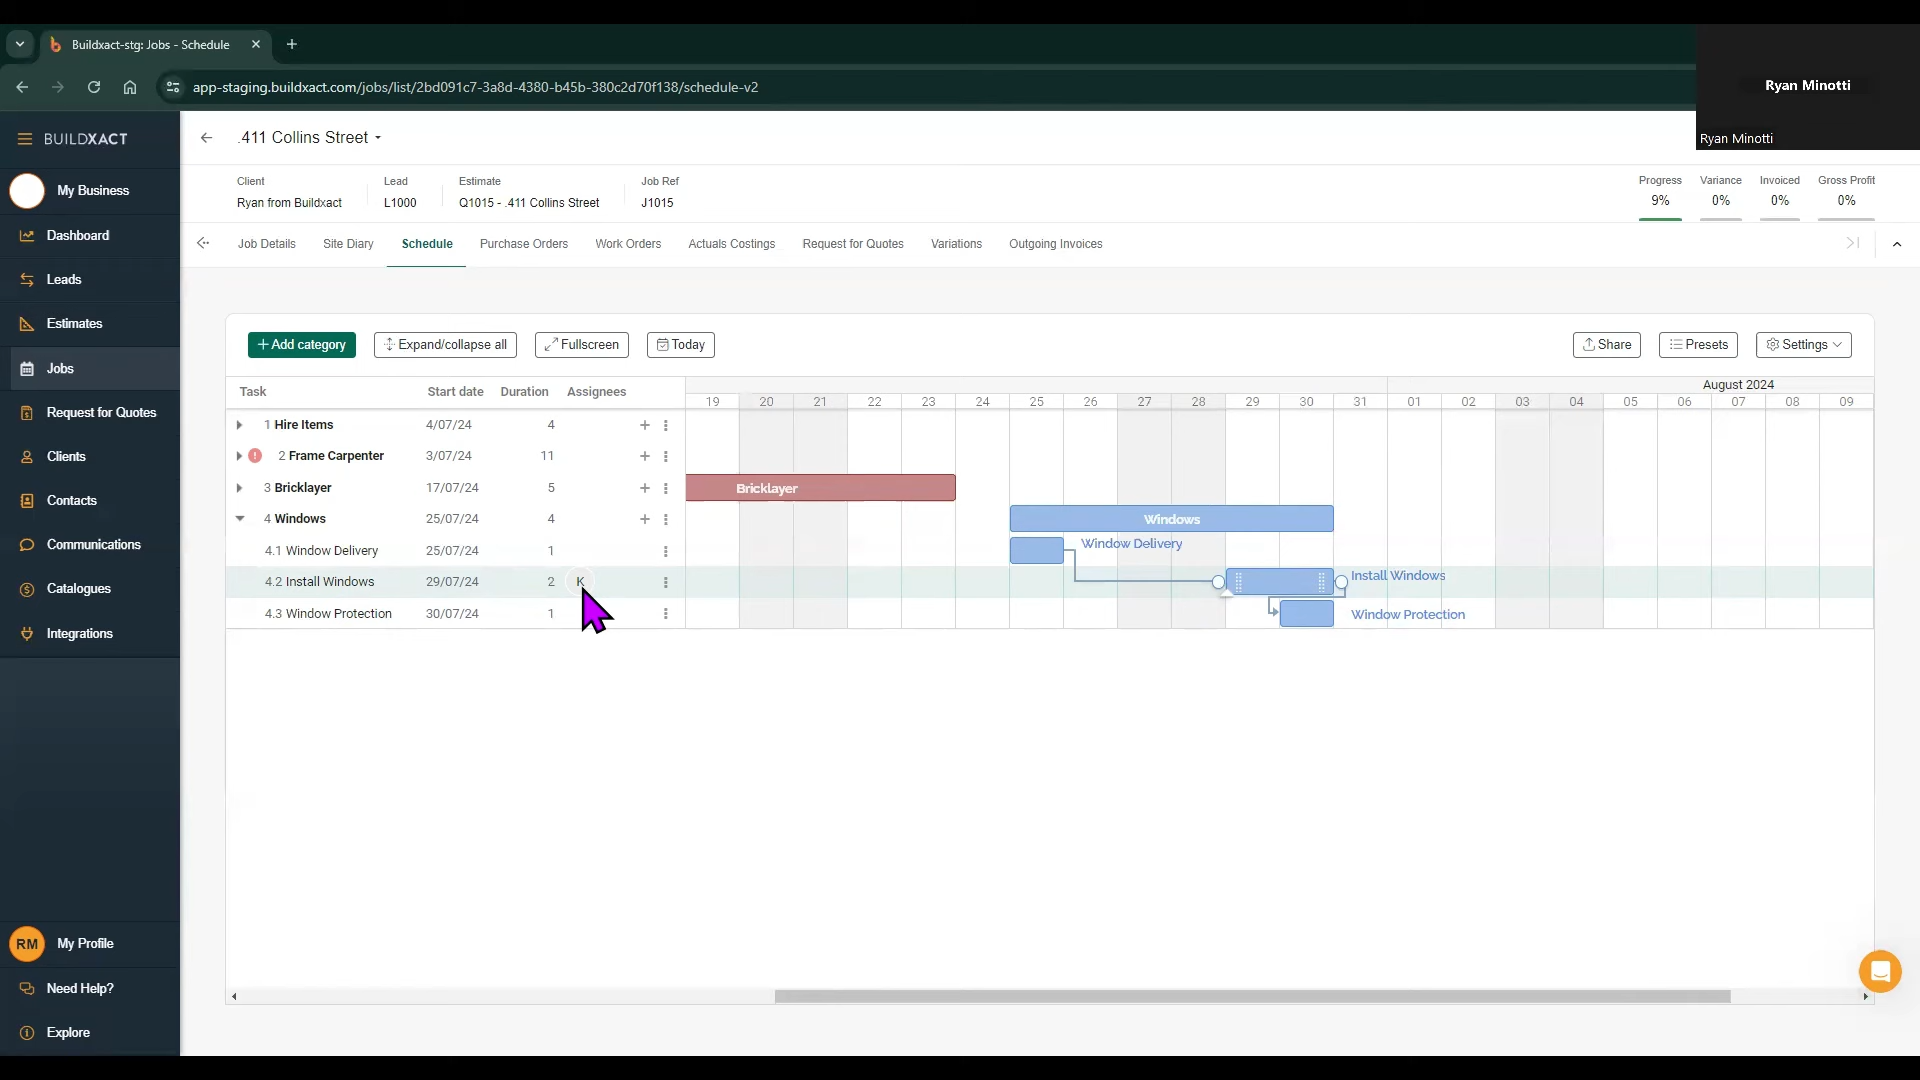 Buildxact-stg: Jobs - Schedule
app-staging.buildxact.com/jobs/list/2bd091c7-3a8d-4380-b45b-380c2d70f138/schedule-v2
Ryan Minotti
Ryan Minotti
BUILDXACT
My Business
Dashboard
Leads
Estimates
Jobs
Request for Quotes
Clients
Contacts
Communications
Catalogues
Integrations
RM My Profile
Need Help?
Explore
.411 Collins Street
Client Lead Estimate Job Ref
Ryan from Buildxact L1000 Q1015 - .411 Collins Street J1015
Progress Variance Invoiced Gross Profit
9% 0% 0% 0%
Job Details Site Diary Schedule Purchase Orders Work Orders Actuals Costings Request for Quotes Variations Outgoing Invoices
+ Add category Expand/collapse all Fullscreen Today Share Presets Settings
Task Start date Duration Assignees
August 2024
19 20 21 22 23 24 25 26 27 28 29 30 31 01 02 03 04 05 06 07 08 09
1 Hire Items 4/07/24 4 +
! 2 Frame Carpenter 3/07/24 11 +
3 Bricklayer 17/07/24 5 + Bricklayer
4 Windows 25/07/24 4 + Windows
4.1 Window Delivery 25/07/24 1 Window Delivery
4.2 Install Windows 29/07/24 2 K Install Windows
4.3 Window Protection 30/07/24 1 Window Protection